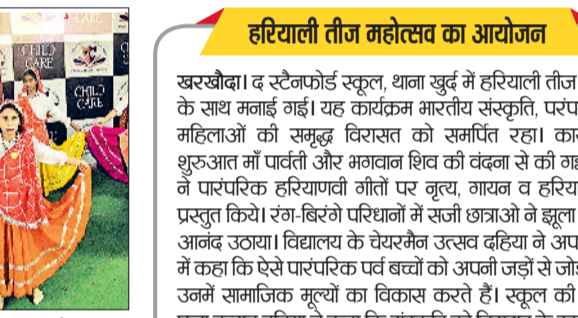 CHILD
CARE
CHILD
CARE
हरियाली तीज महोत्सव का आयोजन
खरखौदा। द स्टैनफोर्ड स्कूल, थाना खुर्द में हरियाली तीज
के साथ मनाई गई। यह कार्यक्रम भारतीय संस्कृति, परंप
महिलाओं की समृद्ध विरासत को समर्पित रहा। का
शुरुआत माँ पार्वती और भगवान शिव की वंदना से की गई
ने पारंपरिक हरियाणवी गीतों पर नृत्य, गायन व हरिय
प्रस्तुत किये। रंग-बिरंगे परिधानों में सजी छात्राओ ने झूला
आनंद उठाया। विद्यालय के चेयरमैन उत्सव दहिया ने अप
में कहा कि ऐसे पारंपरिक पर्व बच्चों को अपनी जड़ों से जोड़
उनमें सामाजिक मूल्यों का विकास करते हैं। स्कूल की